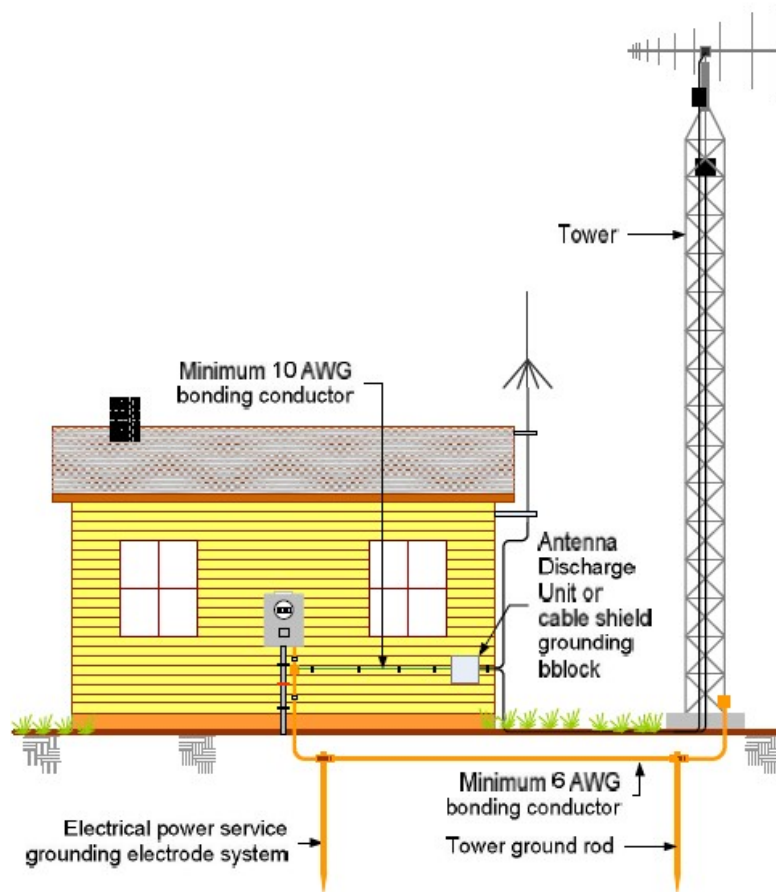 Tower
Minimum 10 AWG
bonding conductor
Antenna
Discharge
Unit or
cable shield
grounding
bblock
Minimum 6 AWG
bonding conductor
Electrical power service
grounding electrode system
Tower ground rod